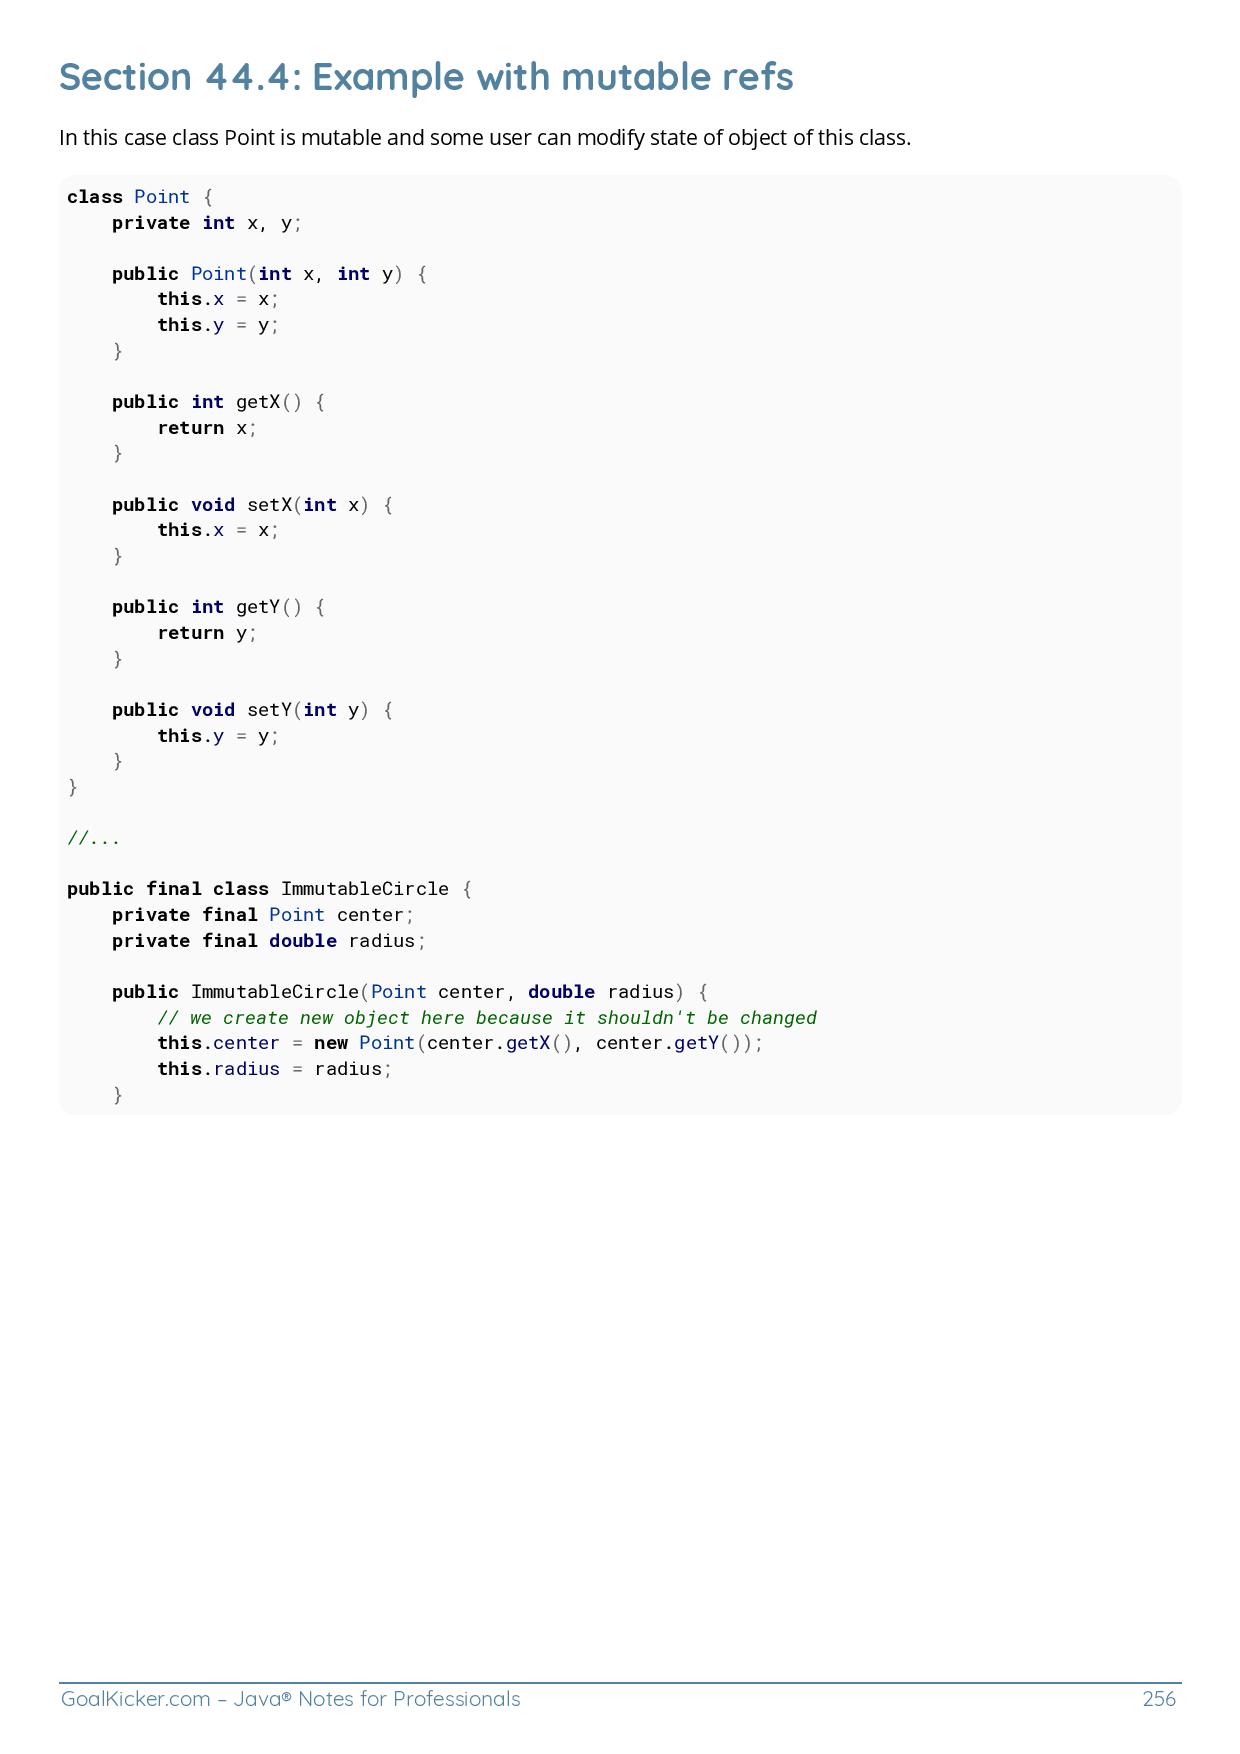 Section 44.4: Example with mutable refs
In this case class Point is mutable and some user can modify state of object of this class.
class Point {
    private int x, y;

    public Point(int x, int y) {
        this.x = x;
        this.y = y;
    }

    public int getX() {
        return x;
    }

    public void setX(int x) {
        this.x = x;
    }

    public int getY() {
        return y;
    }

    public void setY(int y) {
        this.y = y;
    }
}

//...

public final class ImmutableCircle {
    private final Point center;
    private final double radius;

    public ImmutableCircle(Point center, double radius) {
        // we create new object here because it shouldn't be changed
        this.center = new Point(center.getX(), center.getY());
        this.radius = radius;
    }
GoalKicker.com – Java® Notes for Professionals 256